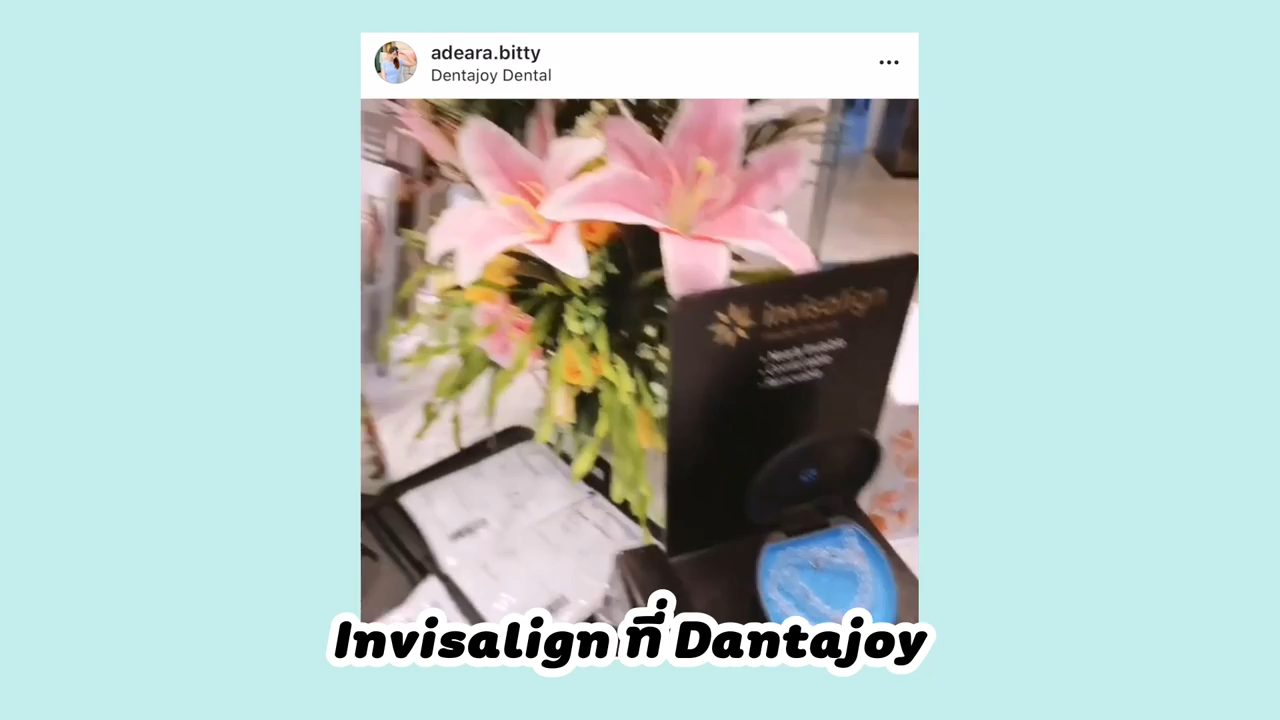 adeara.bitty
Dentajoy Dental
invisalign
Invisalign ที่ Dantajoy